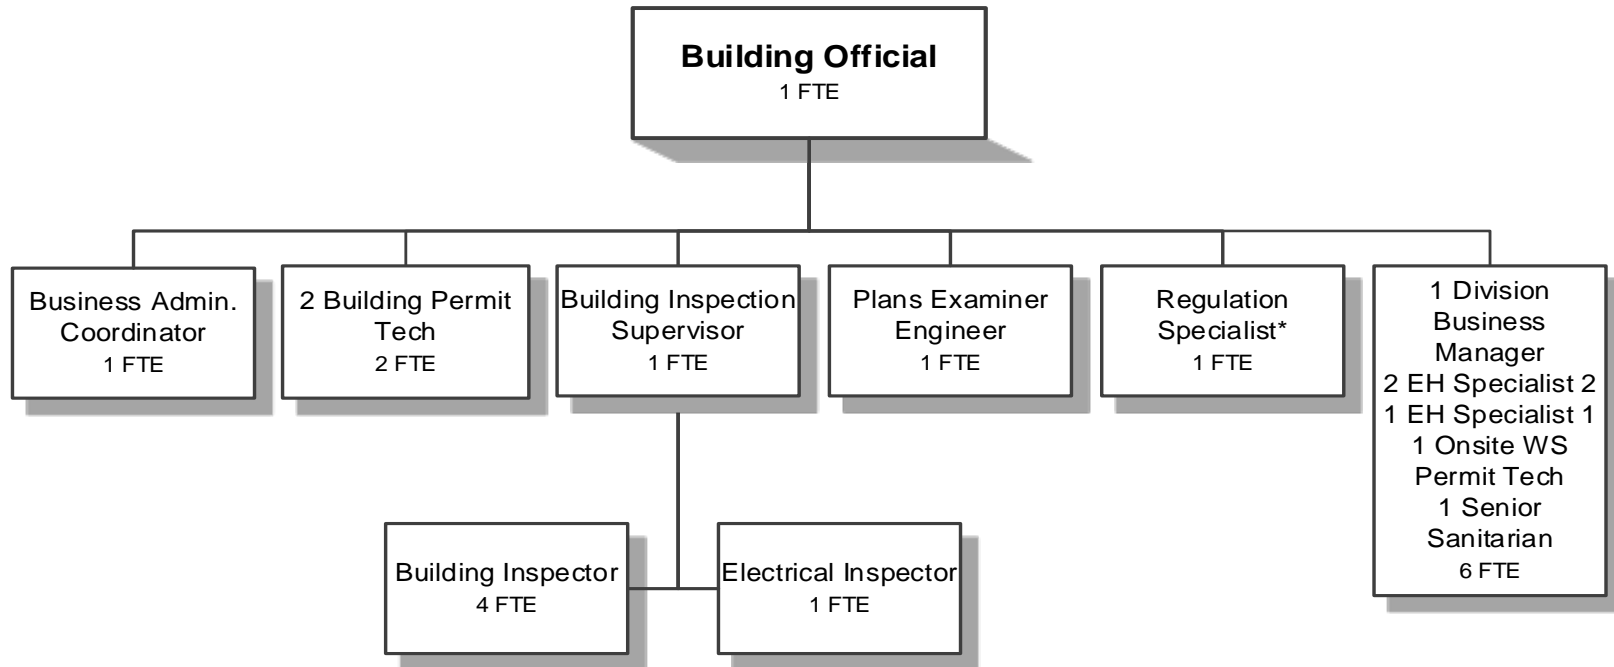 Building Official
1 FTE
Business Admin.
Coordinator
1 FTE
2 Building Permit
Tech
2 FTE
Building Inspection
Supervisor
1 FTE
Plans Examiner
Engineer
1 FTE
Regulation
Specialist*
1 FTE
1 Division
Business
Manager
2 EH Specialist 2
1 EH Specialist 1
1 Onsite WS
Permit Tech
1 Senior
Sanitarian
6 FTE
Building Inspector
4 FTE
Electrical Inspector
1 FTE